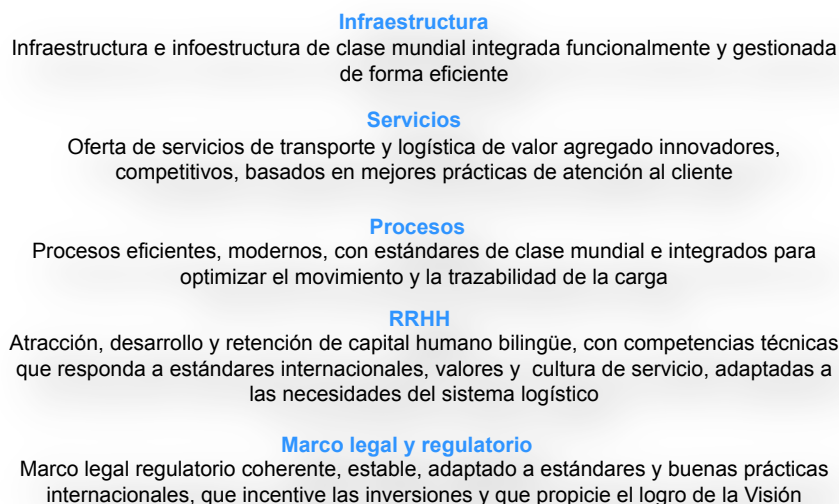 Infraestructura
Infraestructura e infoestructura de clase mundial integrada funcionalmente y gestionada
de forma eficiente
Servicios
Oferta de servicios de transporte y logística de valor agregado innovadores,
competitivos, basados en mejores prácticas de atención al cliente
Procesos
Procesos eficientes, modernos, con estándares de clase mundial e integrados para
optimizar el movimiento y la trazabilidad de la carga
RRHH
Atracción, desarrollo y retención de capital humano bilingüe, con competencias técnicas
que responda a estándares internacionales, valores y cultura de servicio, adaptadas a
las necesidades del sistema logístico
Marco legal y regulatorio
Marco legal regulatorio coherente, estable, adaptado a estándares y buenas prácticas
internacionales, que incentive las inversiones y que propicie el logro de la Visión